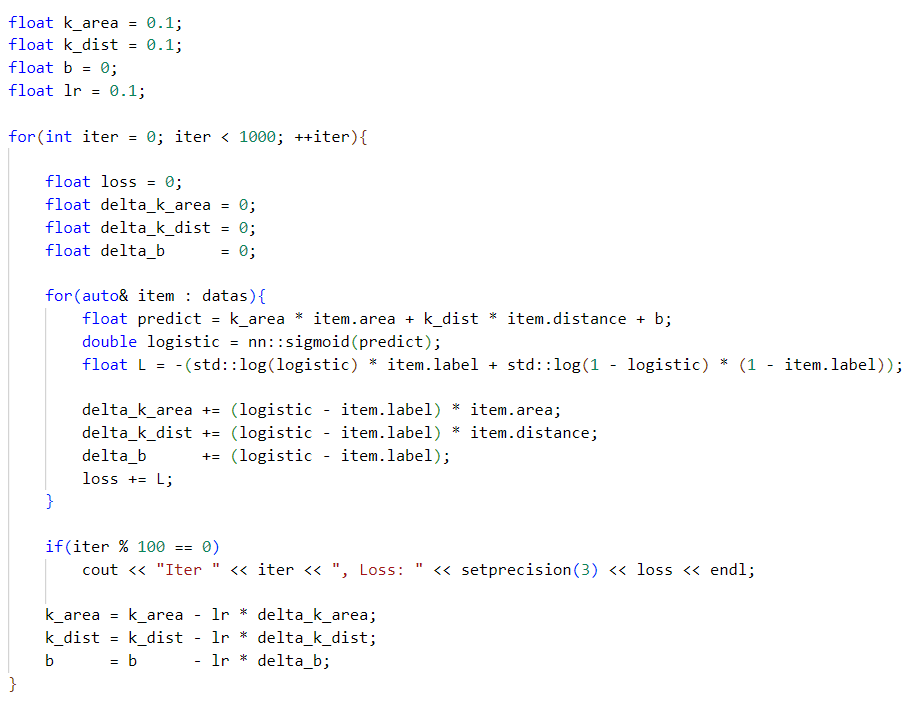 float k_area = 0.1;
float k_dist = 0.1;
float b = 0;
float lr = 0.1;
for(int iter = 0; iter < 1000; ++iter){
    float loss = 0;
    float delta_k_area = 0;
    float delta_k_dist = 0;
    float delta_b      = 0;
    for(auto& item : datas){
        float predict = k_area * item.area + k_dist * item.distance + b;
        double logistic = nn::sigmoid(predict);
        float L = -(std::log(logistic) * item.label + std::log(1 - logistic) * (1 - item.label));
        delta_k_area += (logistic - item.label) * item.area;
        delta_k_dist += (logistic - item.label) * item.distance;
        delta_b      += (logistic - item.label);
        loss += L;
    }
    if(iter % 100 == 0)
        cout << "Iter " << iter << ", Loss: " << setprecision(3) << loss << endl;
    k_area = k_area - lr * delta_k_area;
    k_dist = k_dist - lr * delta_k_dist;
    b      = b      - lr * delta_b;
}